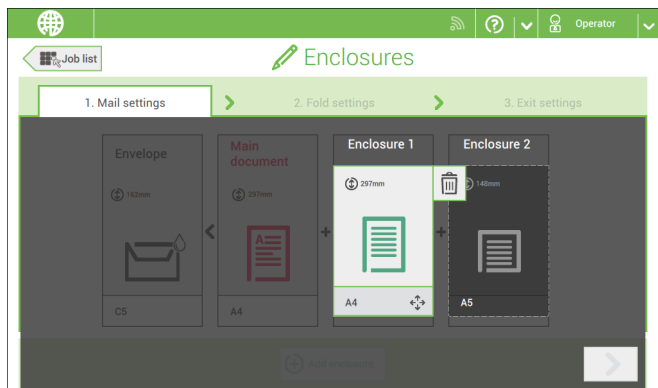 Operator
Job list
Enclosures
1. Mail settings
2. Fold settings
3. Exit settings
Envelope
162mm
C5
Main
document
297mm
A4
Enclosure 1
297mm
A4
Enclosure 2
148mm
A5
Add enclosure